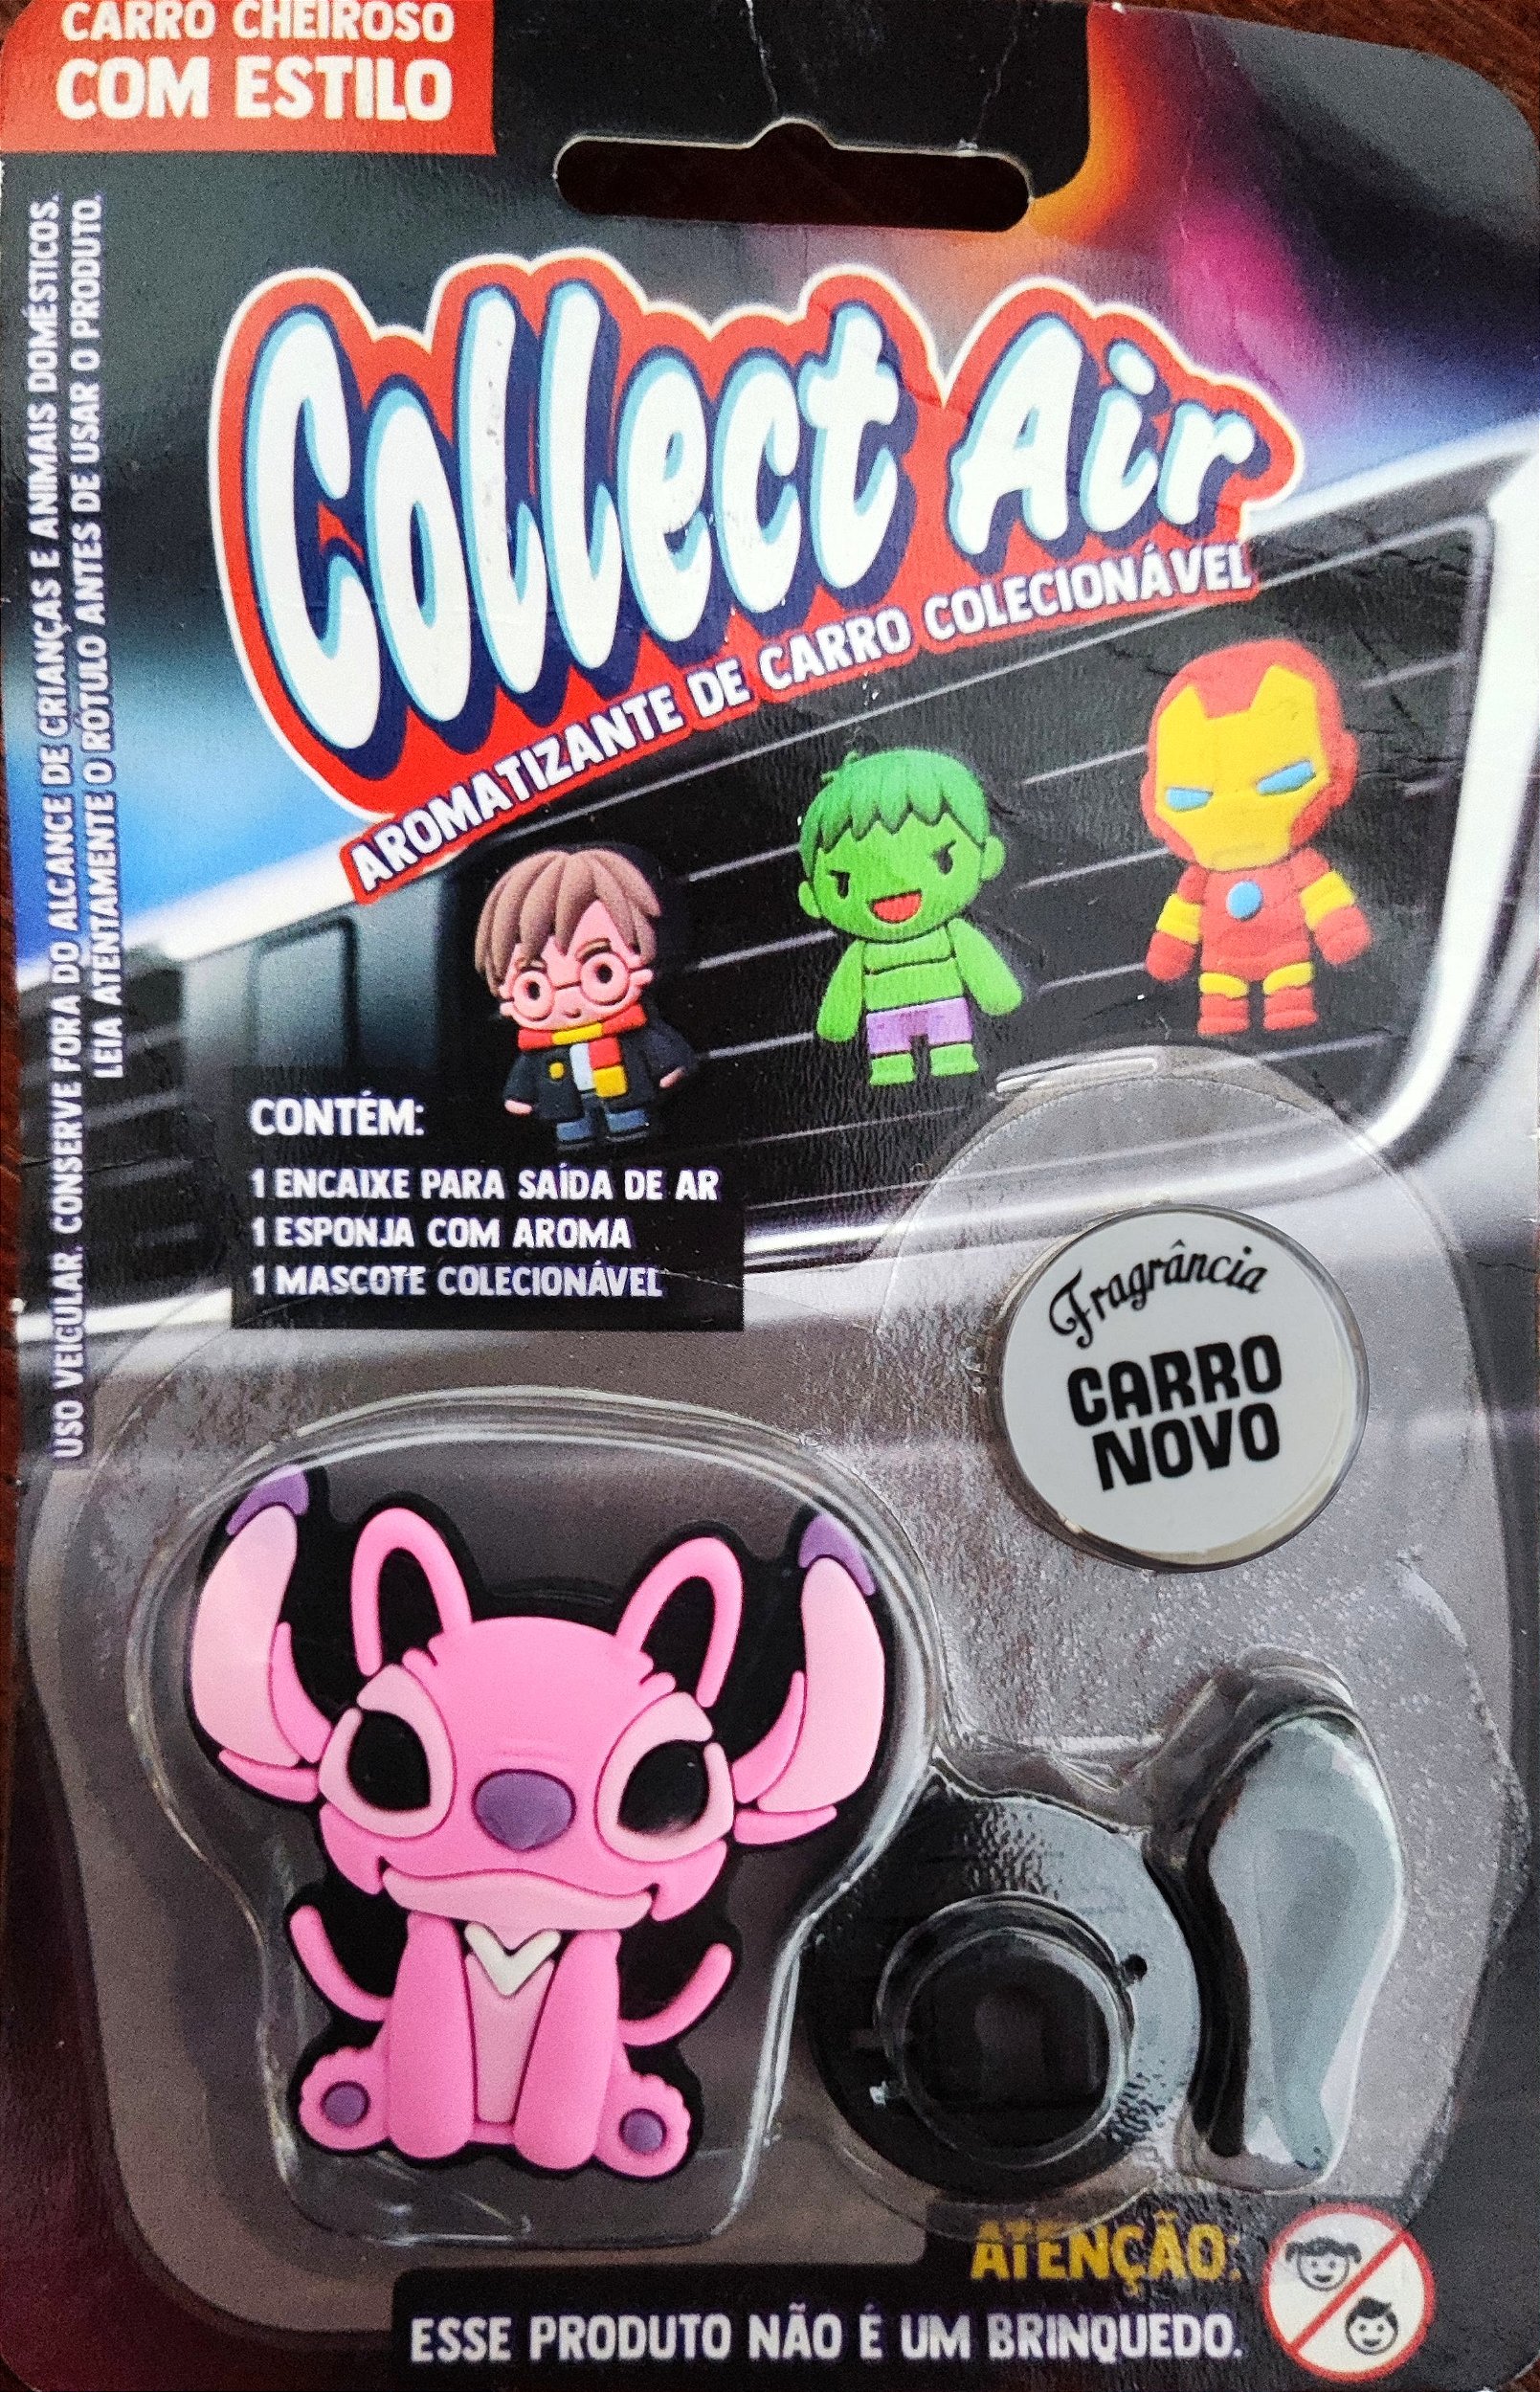 CARRO CHEIROSO
COM ESTILO
USO VEICULAR. CONSERVE FORA DO ALCANCE DE CRIANÇAS E ANIMAIS DOMÉSTICOS.
LEIA ATENTAMENTE O RÓTULO ANTES DE USAR O PRODUTO.
Collect Air
AROMATIZANTE DE CARRO COLECIONÁVEL
CONTÉM:
1 ENCAIXE PARA SAÍDA DE AR
1 ESPONJA COM AROMA
1 MASCOTE COLECIONÁVEL
Fragrância
CARRO
NOVO
ATENÇÃO:
ESSE PRODUTO NÃO É UM BRINQUEDO.